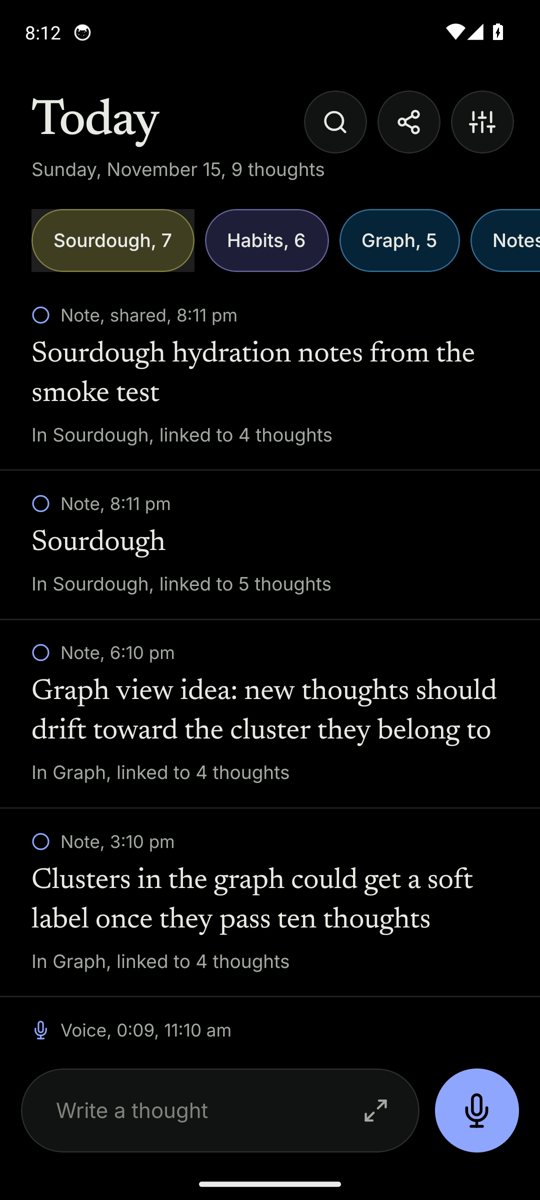 8:12
Today
Sunday, November 15, 9 thoughts
Sourdough, 7
Habits, 6
Graph, 5
Notes
Note, shared, 8:11 pm
Sourdough hydration notes from the
smoke test
In Sourdough, linked to 4 thoughts
Note, 8:11 pm
Sourdough
In Sourdough, linked to 5 thoughts
Note, 6:10 pm
Graph view idea: new thoughts should
drift toward the cluster they belong to
In Graph, linked to 4 thoughts
Note, 3:10 pm
Clusters in the graph could get a soft
label once they pass ten thoughts
In Graph, linked to 4 thoughts
Voice, 0:09, 11:10 am
Write a thought